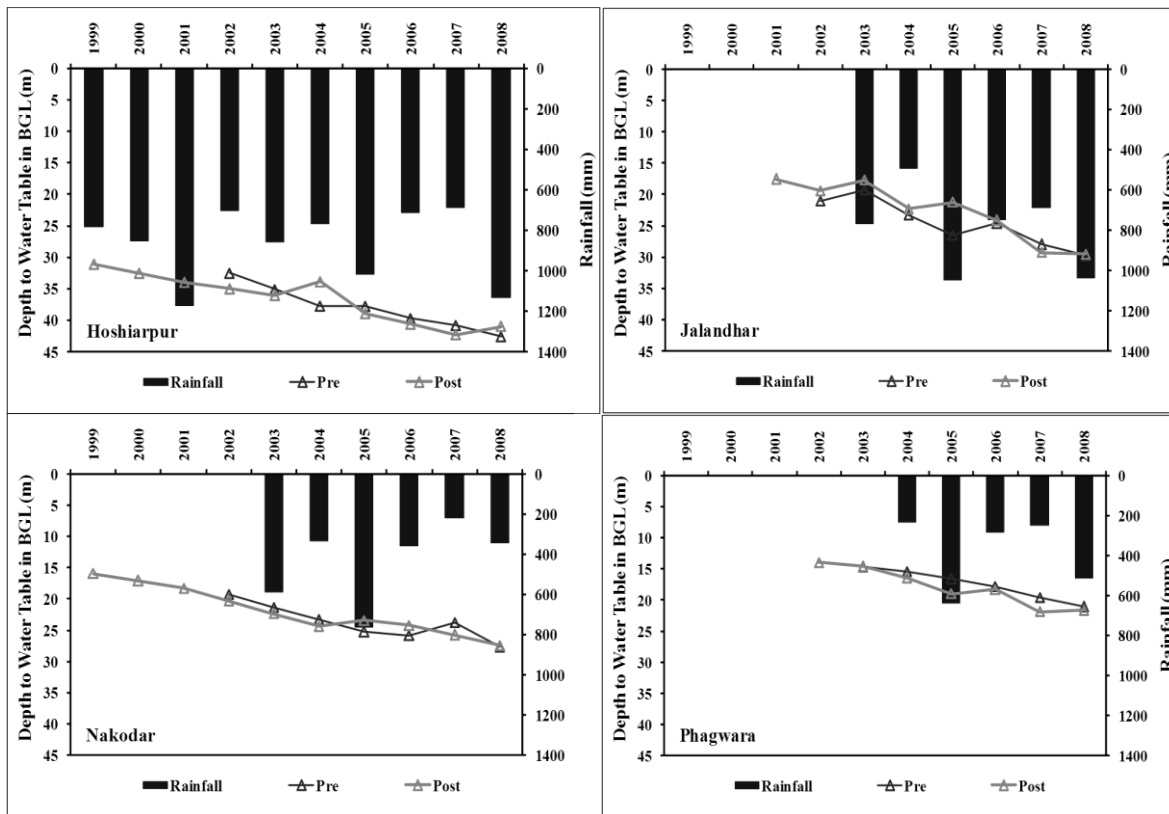 1999 2000 2001 2002 2003 2004 2005 2006 2007 2008
Depth to Water Table in BGL (m)
0 5 10 15 20 25 30 35 40 45
0 200 400 600 800 1000 1200 1400
Rainfall (mm)
Hoshiarpur
Rainfall Pre Post
1999 2000 2001 2002 2003 2004 2005 2006 2007 2008
Depth to Water Table in BGL (m)
0 5 10 15 20 25 30 35 40 45
0 200 400 600 800 1000 1200 1400
Rainfall (mm)
Jalandhar
Rainfall Pre Post
1999 2000 2001 2002 2003 2004 2005 2006 2007 2008
Depth to Water Table in BGL (m)
0 5 10 15 20 25 30 35 40 45
0 200 400 600 800 1000 1200 1400
Nakodar
Rainfall Pre Post
1999 2000 2001 2002 2003 2004 2005 2006 2007 2008
Depth to Water Table in BGL (m)
0 5 10 15 20 25 30 35 40 45
0 200 400 600 800 1000 1200 1400
Rainfall (mm)
Phagwara
Rainfall Pre Post